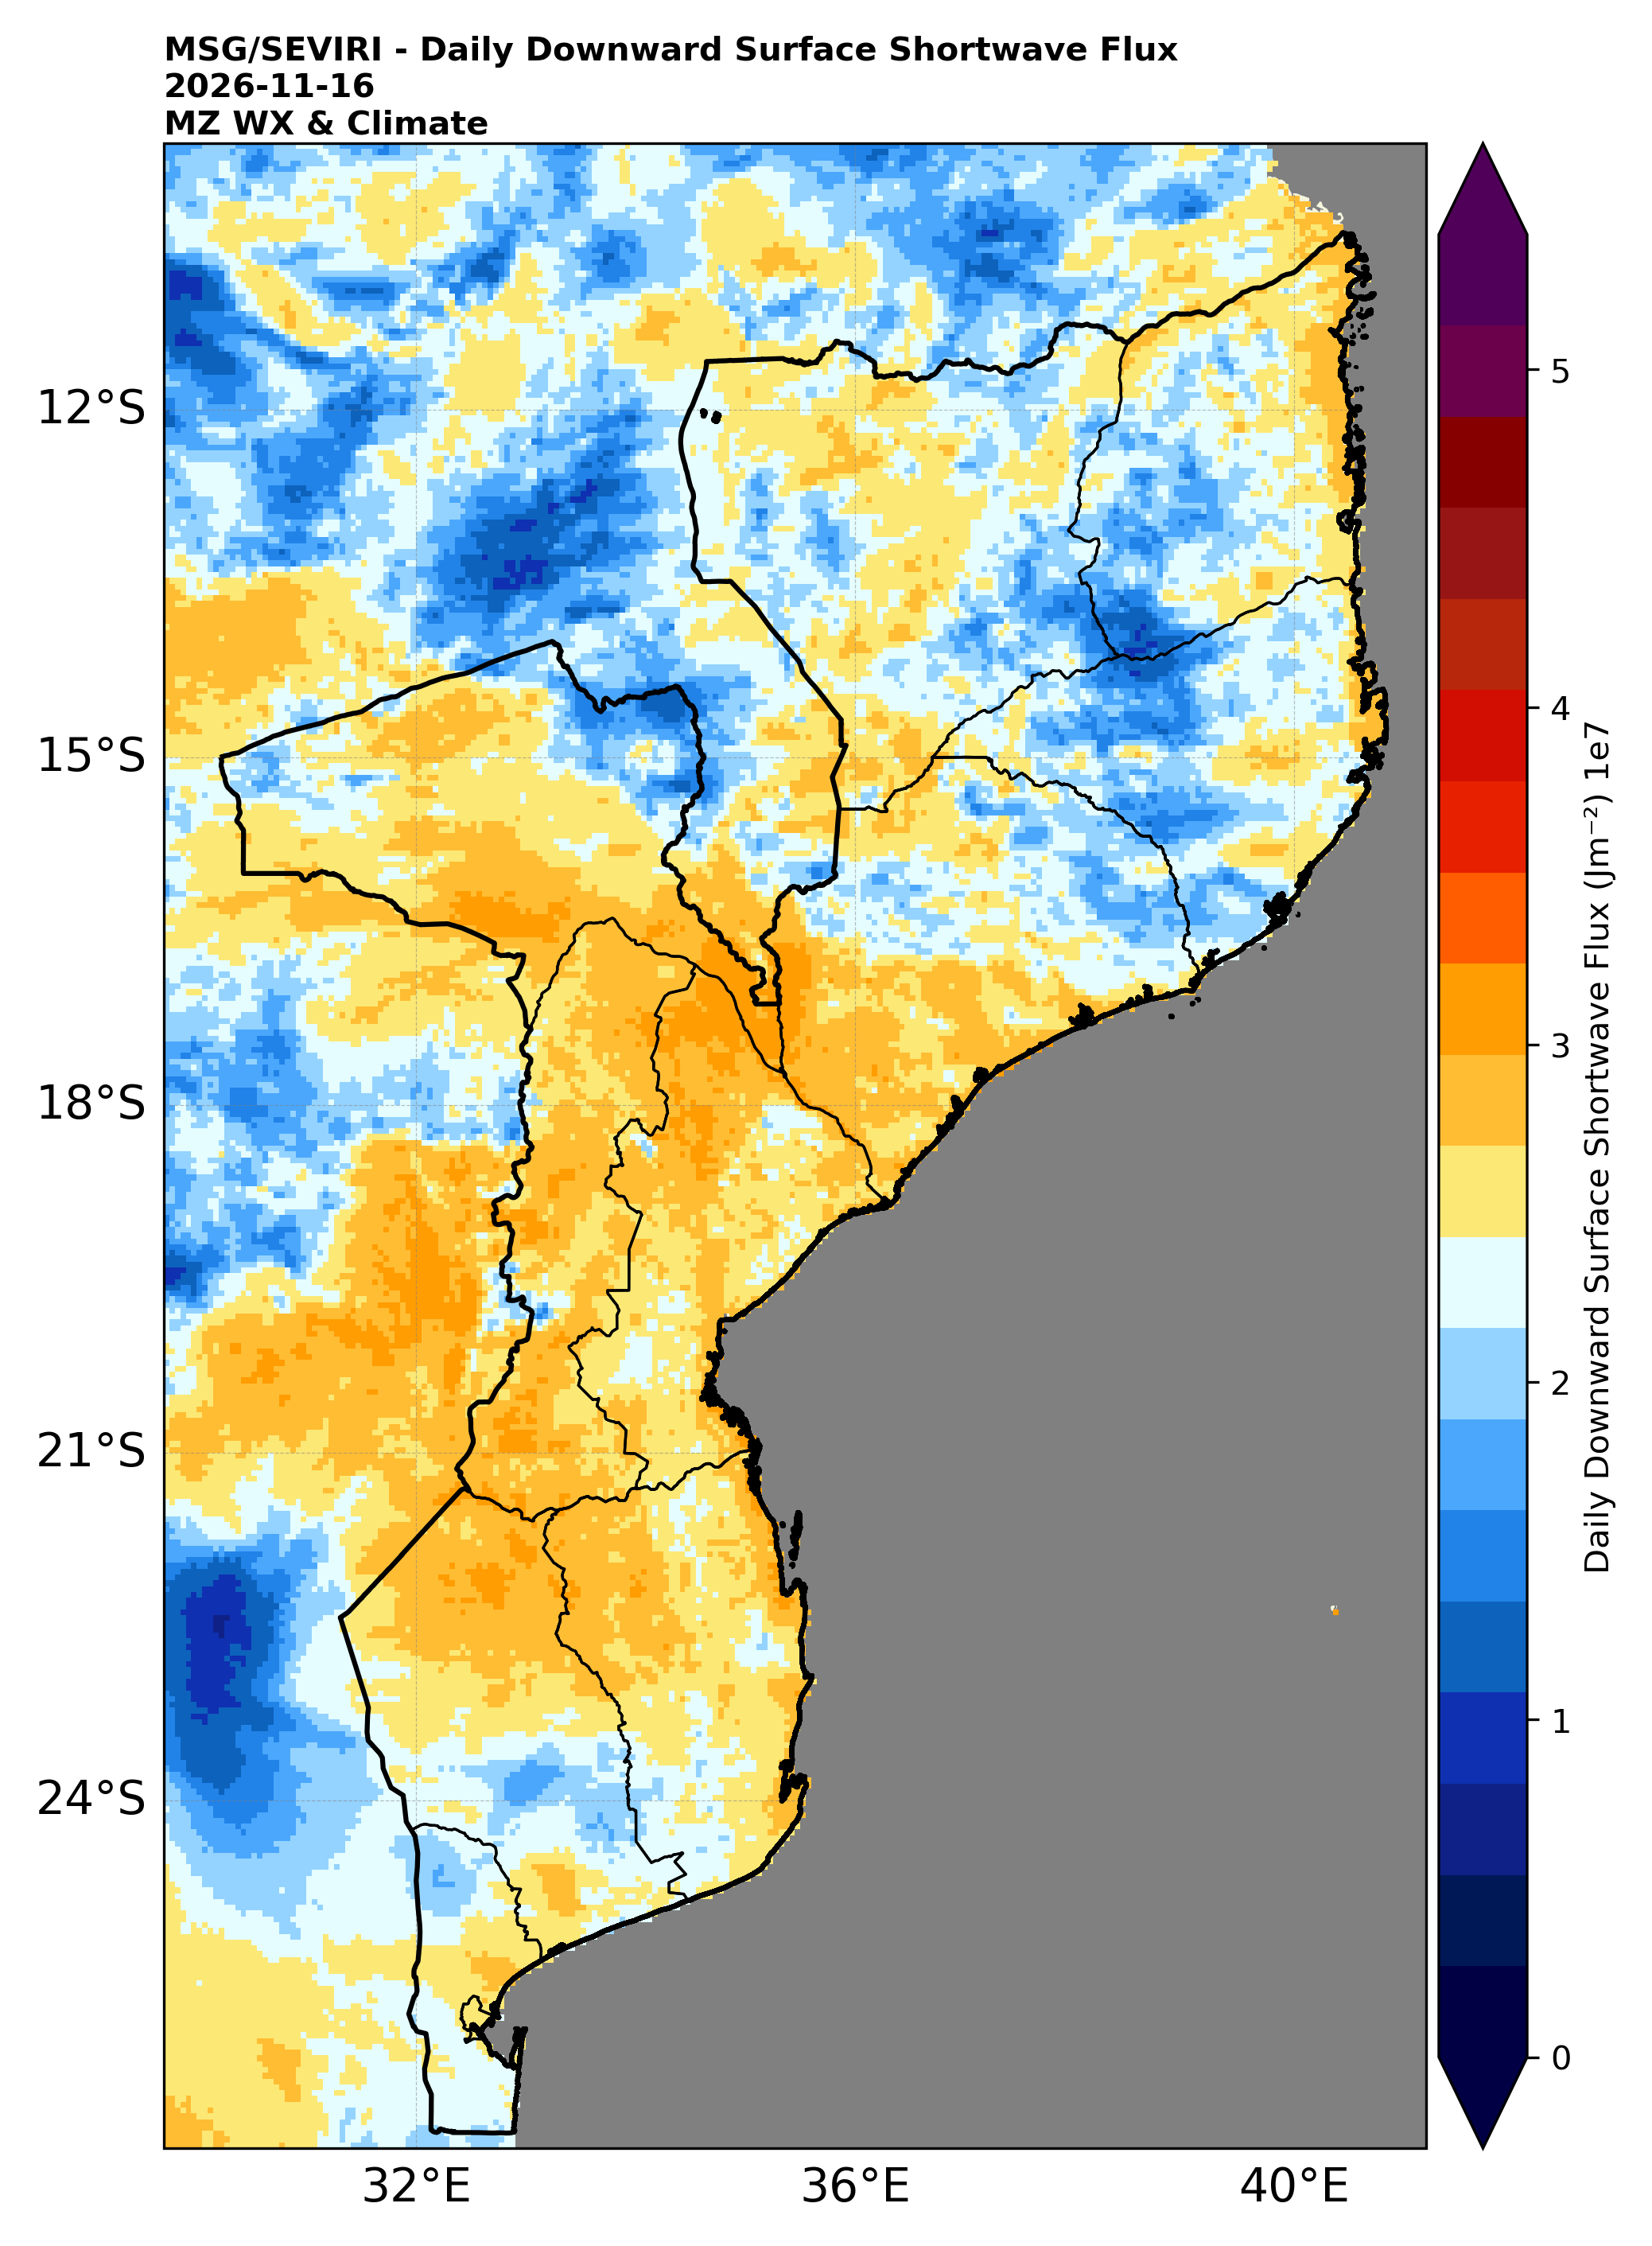 MSG/SEVIRI - Daily Downward Surface Shortwave Flux
2026-11-16
MZ WX & Climate
12°S
15°S
18°S
21°S
24°S
32°E
36°E
40°E
5
4
3
2
1
0
Daily Downward Surface Shortwave Flux (Jm⁻²) 1e7